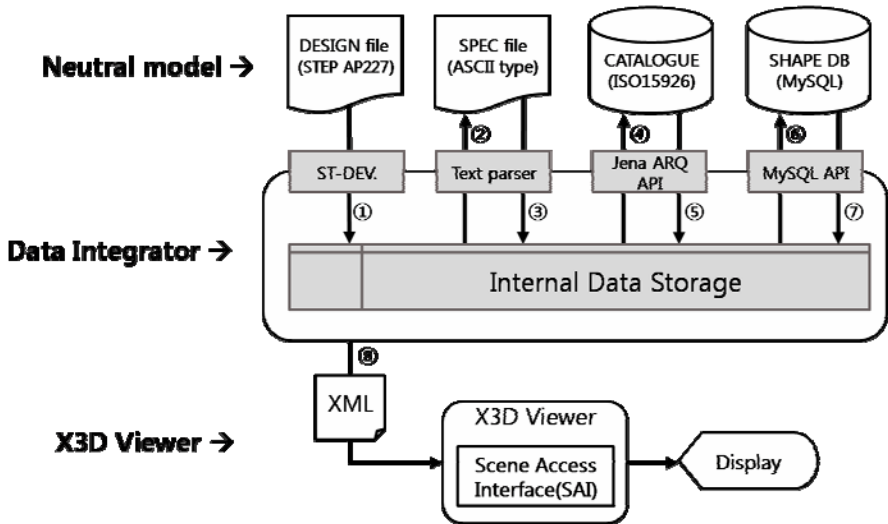 Neutral model →
DESIGN file
(STEP AP227)
SPEC file
(ASCII type)
CATALOGUE
(ISO15926)
SHAPE DB
(MySQL)
②
④
⑥
ST-DEV.
Text parser
Jena ARQ
API
MySQL API
①
③
⑤
⑦
Data Integrator →
Internal Data Storage
⑧
XML
X3D Viewer →
X3D Viewer
Scene Access
Interface(SAI)
Display